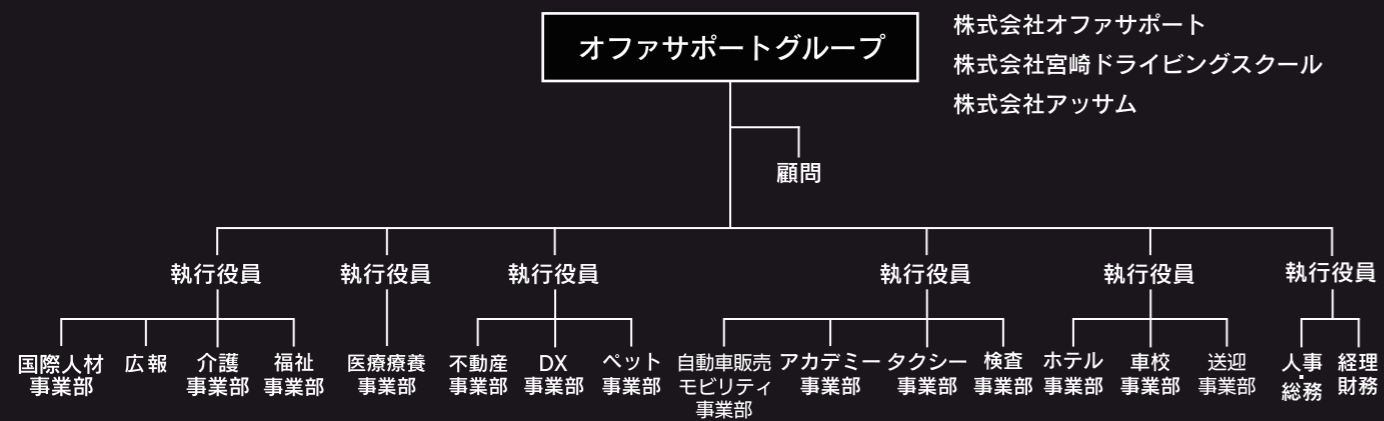 オファサポートグループ
株式会社オファサポート
株式会社宮崎ドライビングスクール
株式会社アッサム
顧問
執行役員
執行役員
執行役員
執行役員
執行役員
執行役員
国際人材
事業部
広報
介護
事業部
福祉
事業部
医療療養
事業部
不動産
事業部
DX
事業部
ペット
事業部
自動車販売
モビリティ
事業部
アカデミー
事業部
タクシー
事業部
検査
事業部
ホテル
事業部
車校
事業部
送迎
事業部
人事
・
総務
経理
財務